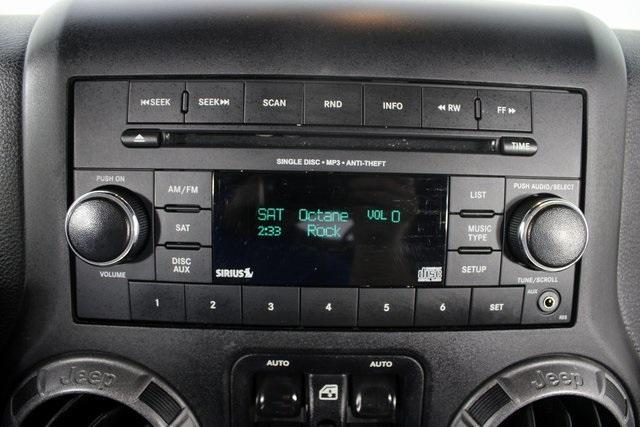 SEEK SEEK SCAN RND INFO RW FF
TIME
SINGLE DISC • MP3 • ANTI-THEFT
PUSH ON AM/FM LIST PUSH AUDIO/SELECT
SAT Octane VOL 0
2:33 Rock
SAT MUSIC TYPE
DISC AUX SETUP
SIRIUS disc
VOLUME TUNE/SCROLL
1 2 3 4 5 6 SET AUX
AUTO AUTO
Jeep Jeep